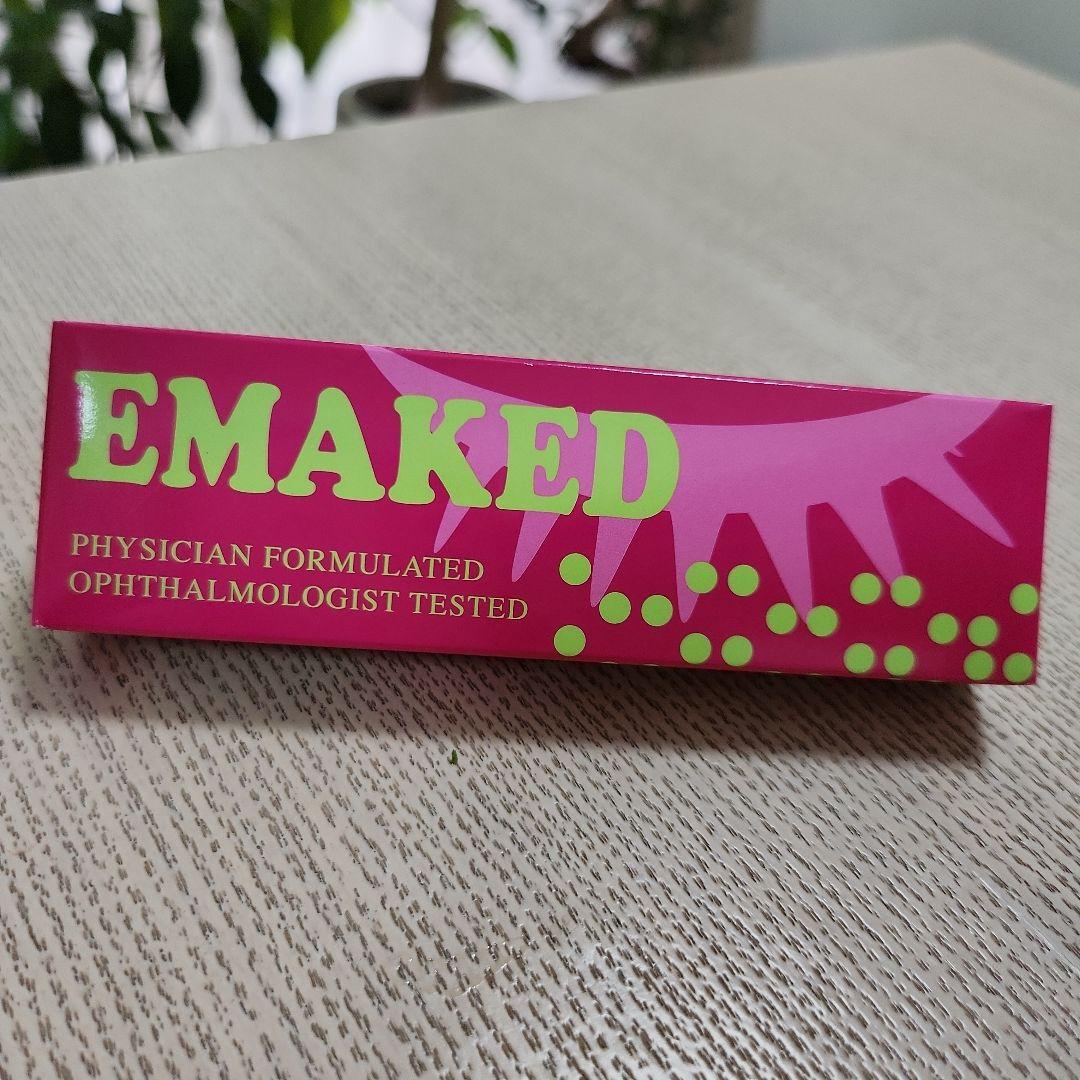 EMAKED
PHYSICIAN FORMULATED
OPHTHALMOLOGIST TESTED